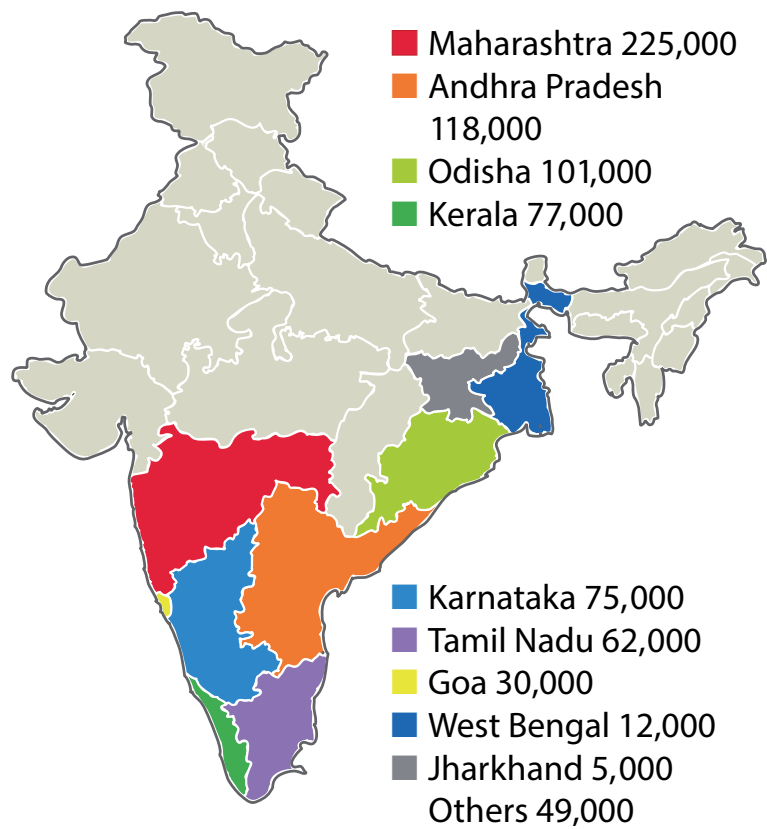 Maharashtra 225,000
Andhra Pradesh
118,000
Odisha 101,000
Kerala 77,000
Karnataka 75,000
Tamil Nadu 62,000
Goa 30,000
West Bengal 12,000
Jharkhand 5,000
Others 49,000